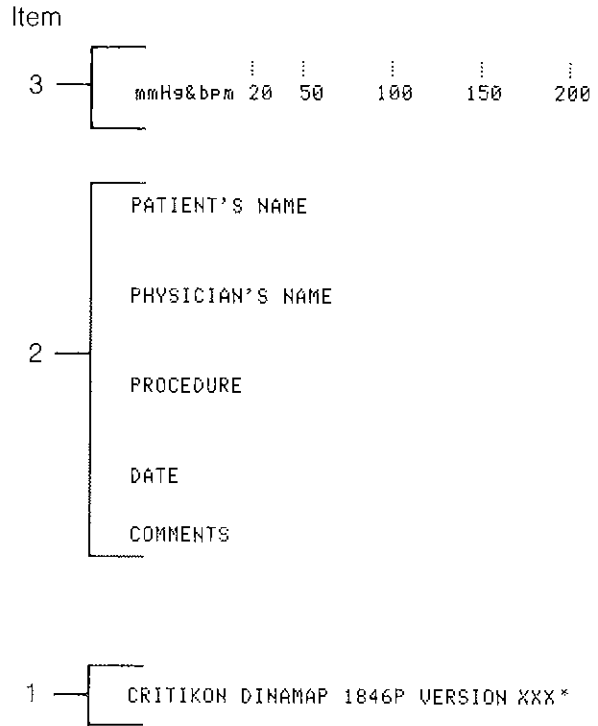 Item
3
mmHg&bpm 20 50 100 150 200
PATIENT'S NAME
PHYSICIAN'S NAME
2
PROCEDURE
DATE
COMMENTS
1 CRITIKON DINAMAP 1846P VERSION XXX*